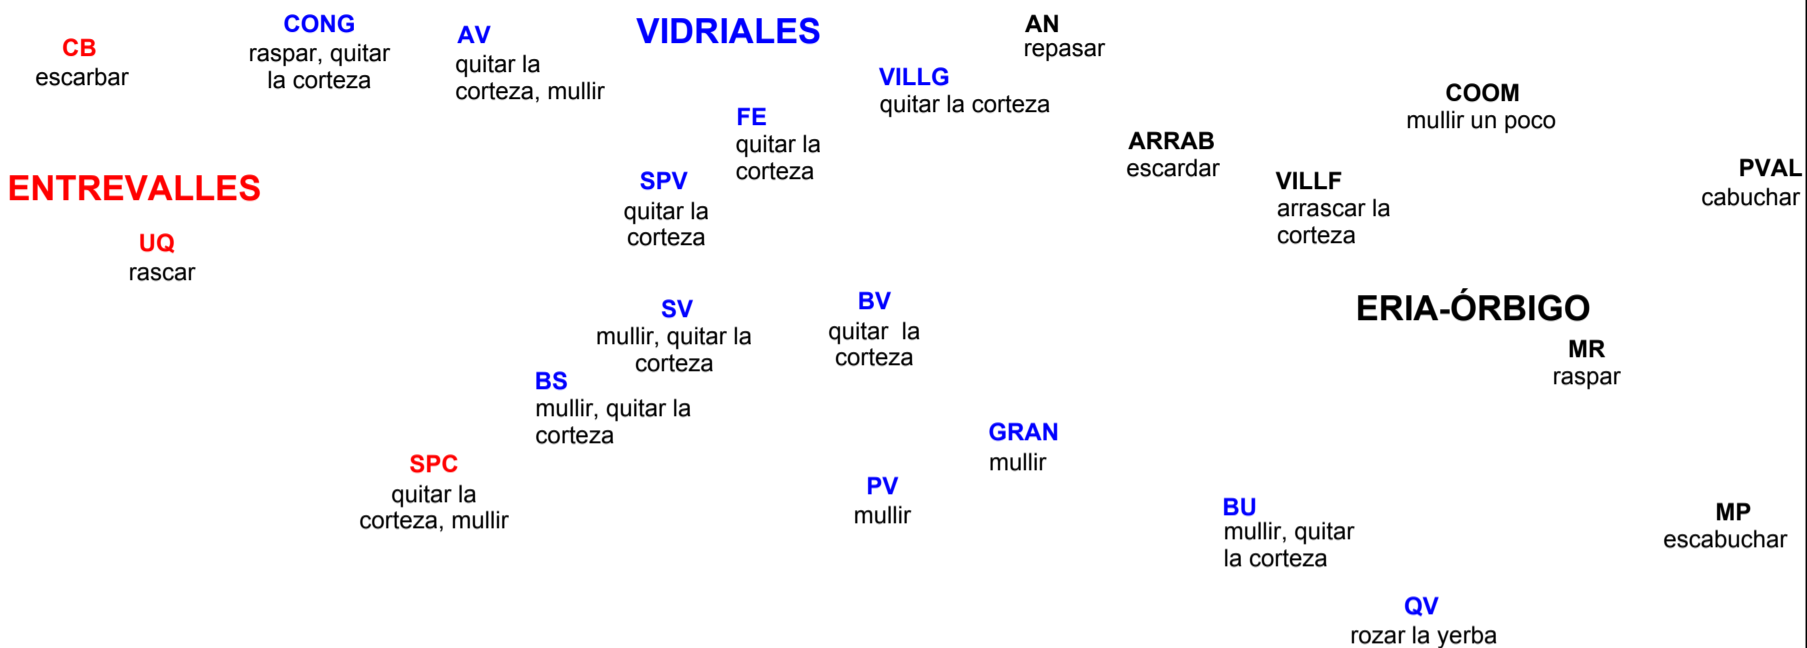 CB
escarbar
CONG
raspar, quitar
la corteza
AV
quitar la
corteza, mullir
VIDRIALES
AN
repasar
VILLG
quitar la corteza
COOM
mullir un poco
FE
quitar la
corteza
ARRAB
escardar
PVAL
cabuchar
ENTREVALLES
SPV
quitar la
corteza
VILLF
arrascar la
corteza
UQ
rascar
SV
mullir, quitar la
corteza
BV
quitar la
corteza
ERIA-ÓRBIGO
MR
raspar
BS
mullir, quitar la
corteza
GRAN
mullir
SPC
quitar la
corteza, mullir
PV
mullir
BU
mullir, quitar
la corteza
MP
escabuchar
QV
rozar la yerba